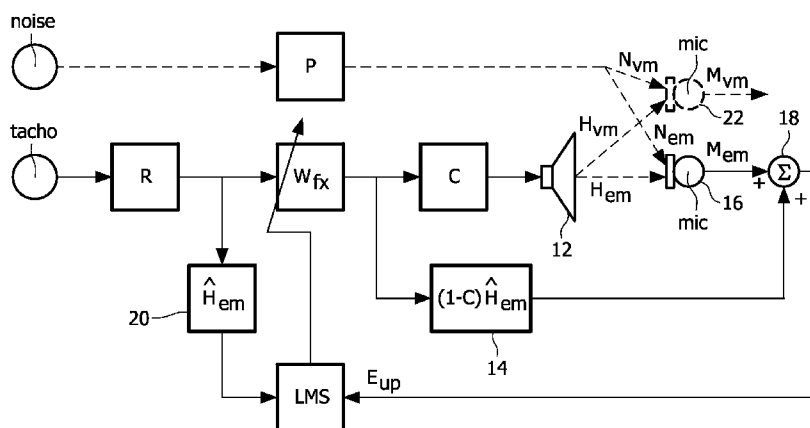 noise
P
N_vm
mic
M_vm
22
18
tacho
R
W_fx
C
H_vm
N_em
M_em
Σ
+
+
H_em
16
mic
12
20
Ĥ_em
(1-C) Ĥ_em
14
LMS
E_up